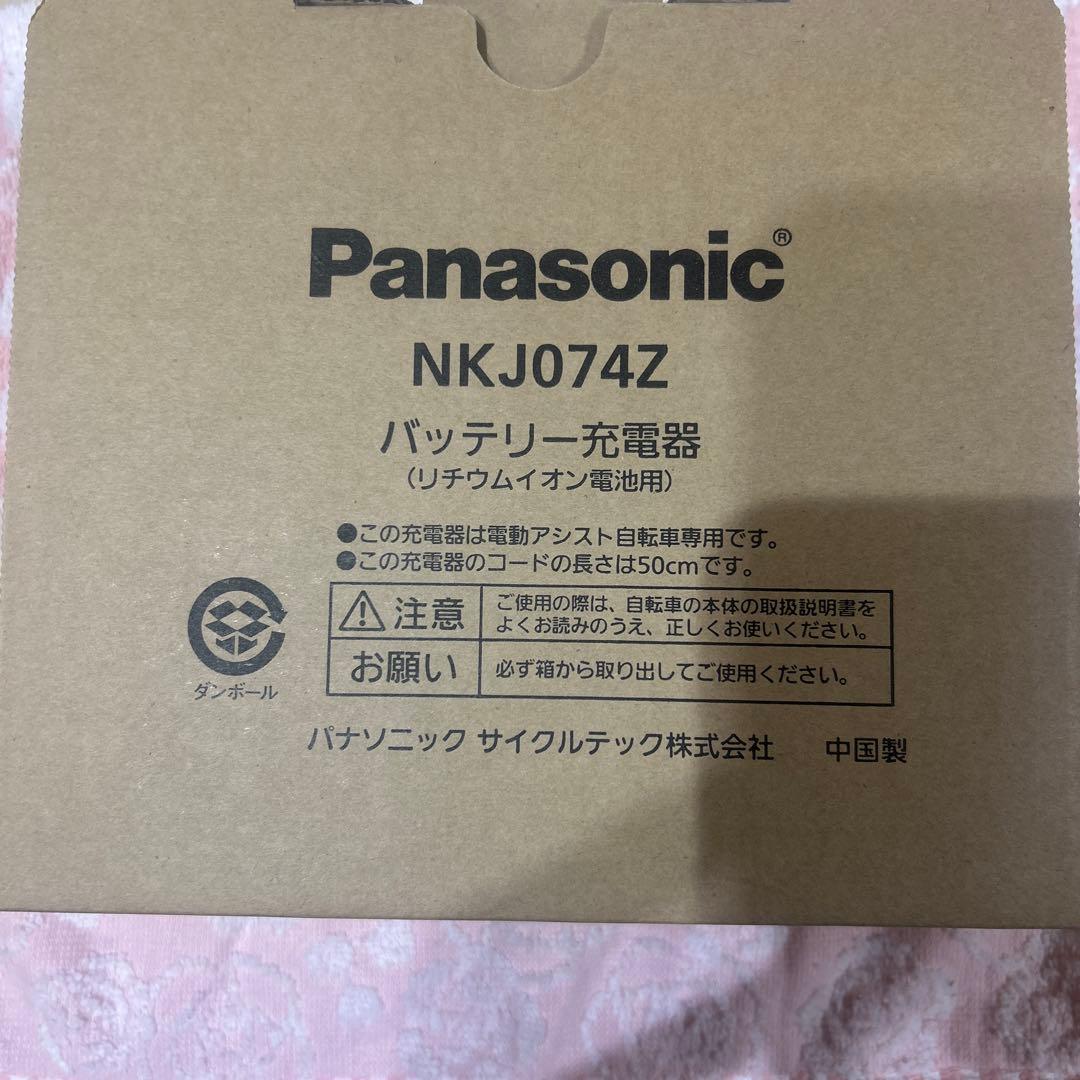 Panasonic®
NKJ074Z
バッテリー充電器
（リチウムイオン電池用）
●この充電器は電動アシスト自転車専用です。
●この充電器のコードの長さは50cmです。
⚠注意
ご使用の際は、自転車の本体の取扱説明書を
よくお読みのうえ、正しくお使いください。
お願い
必ず箱から取り出してご使用ください。
ダンボール
パナソニック サイクルテック株式会社 中国製